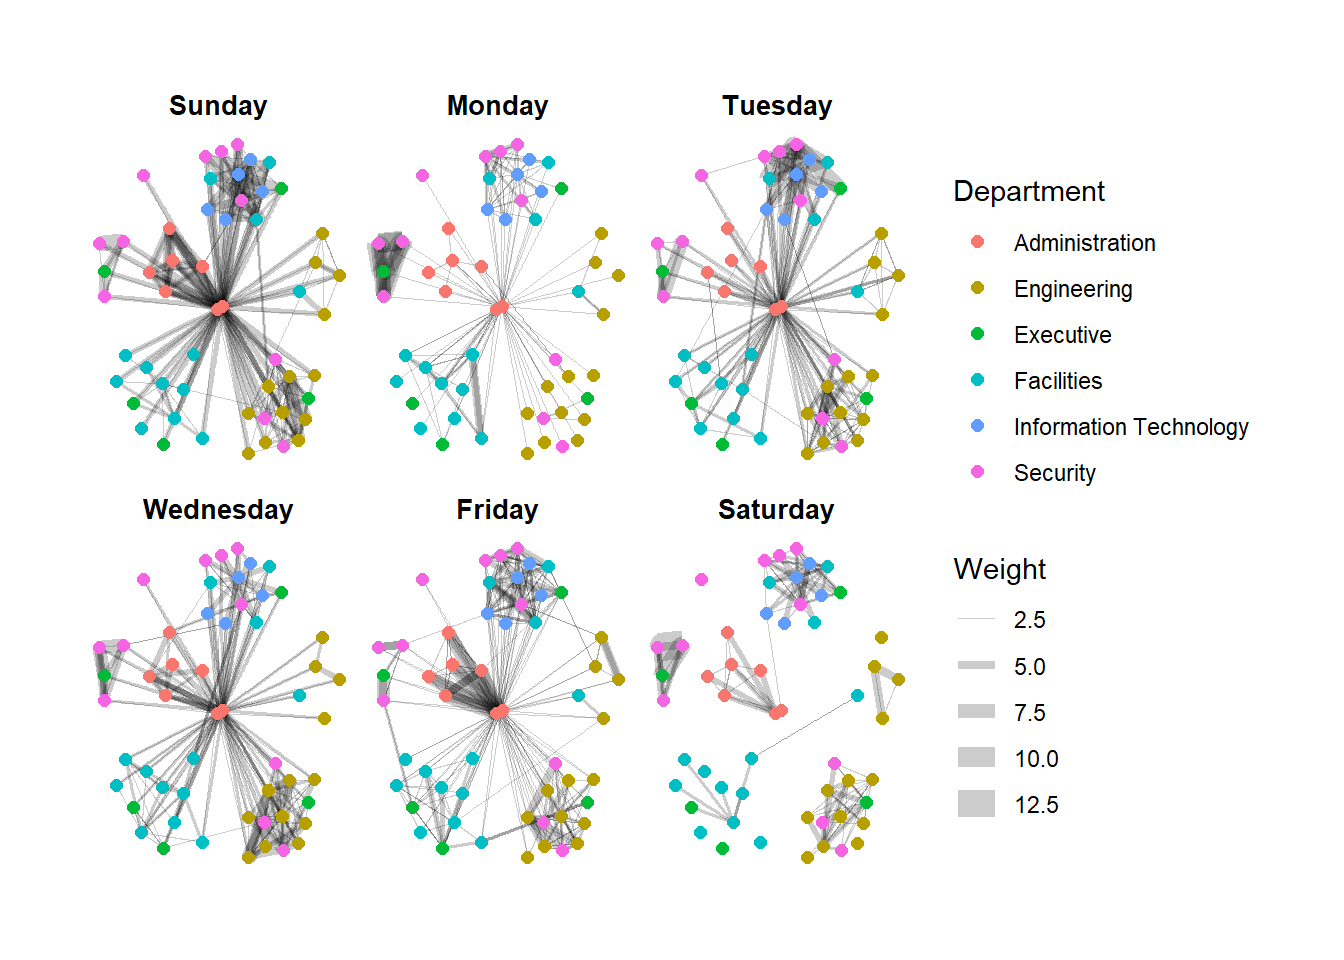 Sunday
Monday
Tuesday
Wednesday
Friday
Saturday
Department
Administration
Engineering
Executive
Facilities
Information Technology
Security
Weight
2.5
5.0
7.5
10.0
12.5